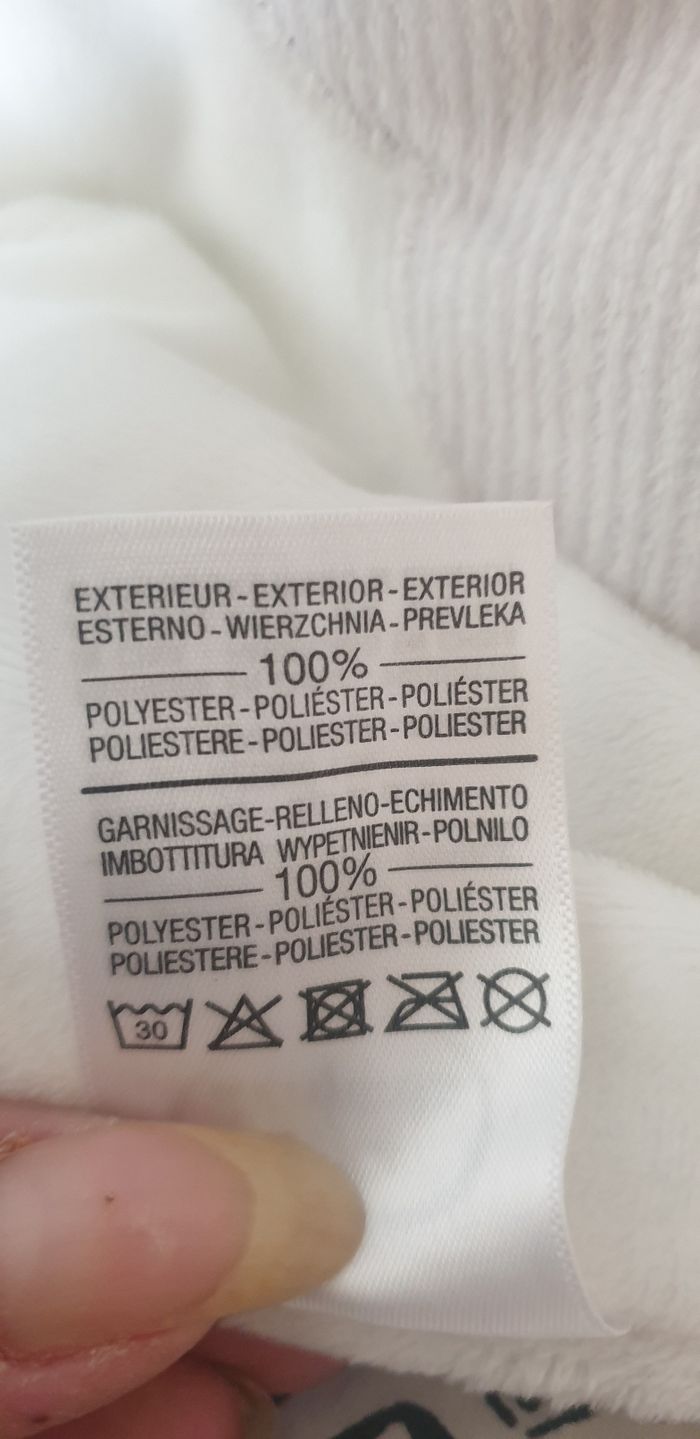 EXTERIEUR-EXTERIOR-EXTERIOR
ESTERNO-WIERZCHNIA-PREVLEKA
100%
POLYESTER-POLIÉSTER-POLIÉSTER
POLIESTERE-POLIESTER-POLIESTER
GARNISSAGE-RELLENO-ECHIMENTO
IMBOTTITURA WYPETNIENIR-POLNILO
100%
POLYESTER-POLIÉSTER-POLIÉSTER
POLIESTERE-POLIESTER-POLIESTER
30